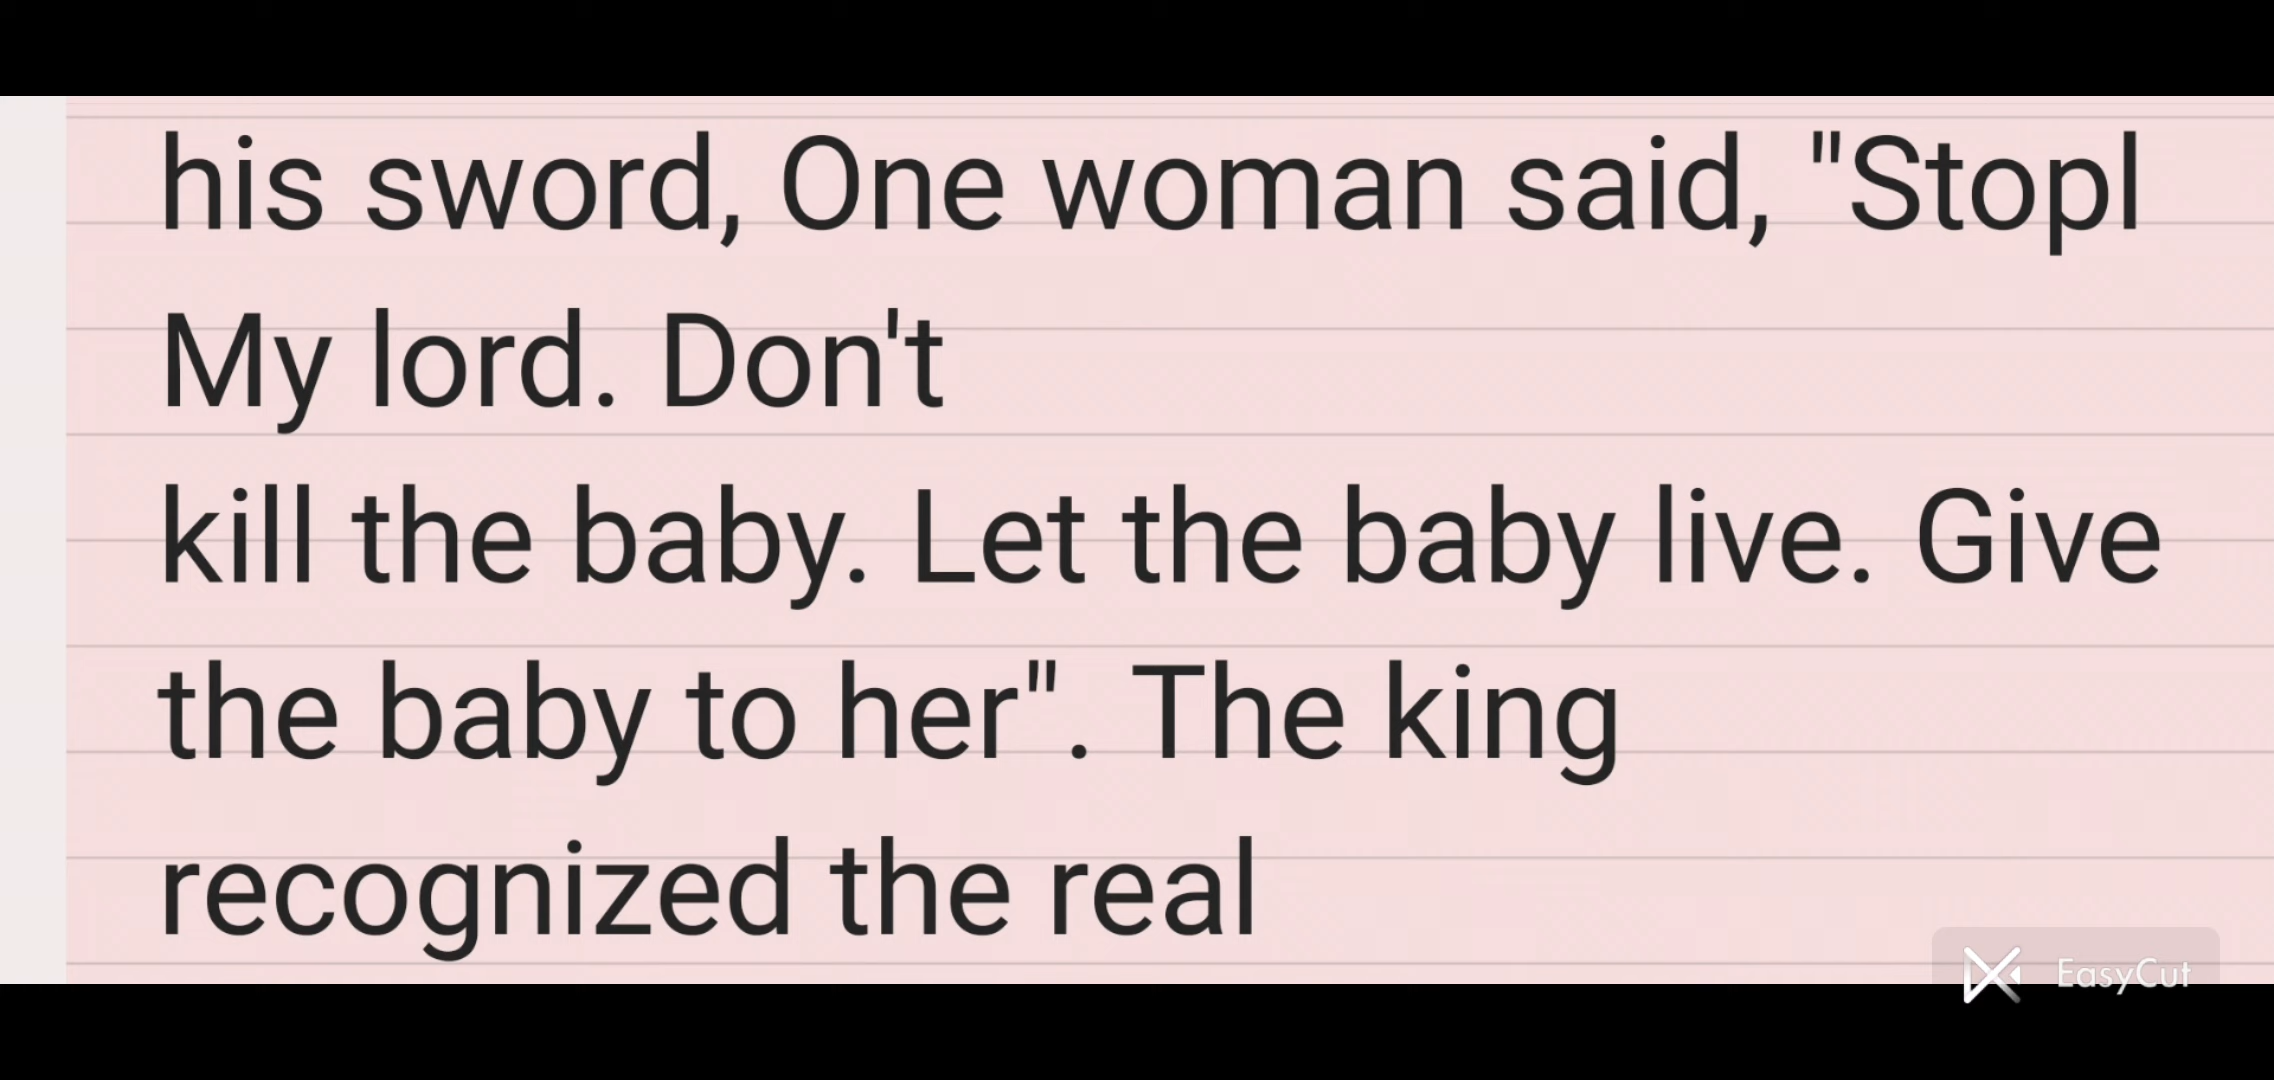 his sword, One woman said, "Stopl
My lord. Don't
kill the baby. Let the baby live. Give
the baby to her". The king
recognized the real
EasyCut